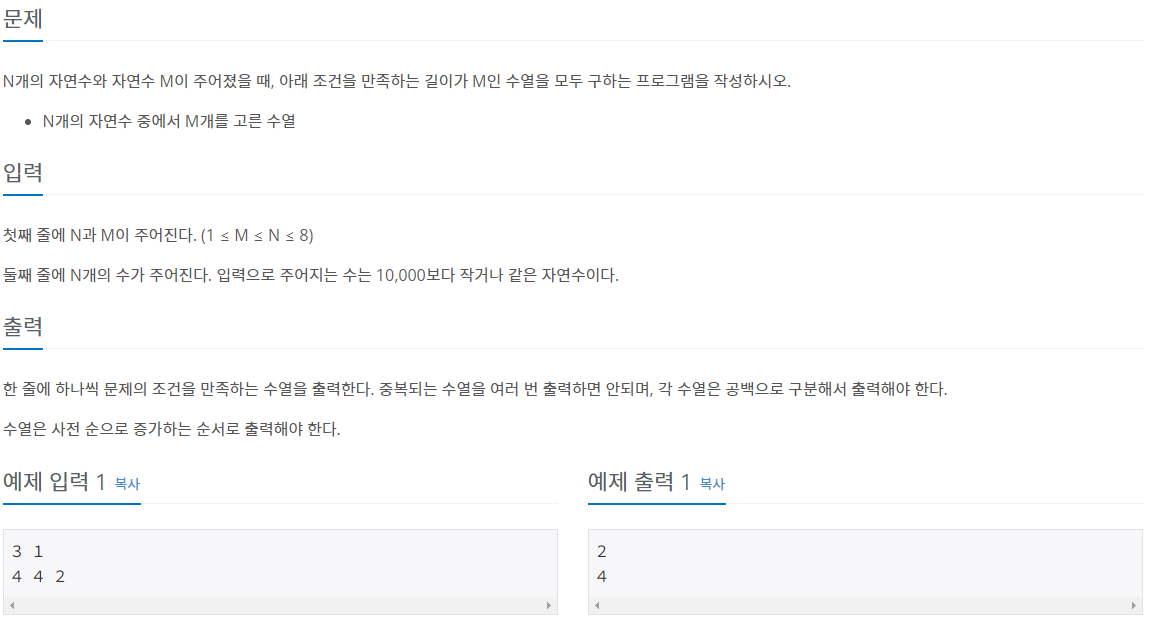 문제
N개의 자연수와 자연수 M이 주어졌을 때, 아래 조건을 만족하는 길이가 M인 수열을 모두 구하는 프로그램을 작성하시오.
• N개의 자연수 중에서 M개를 고른 수열
입력
첫째 줄에 N과 M이 주어진다. (1 ≤ M ≤ N ≤ 8)
둘째 줄에 N개의 수가 주어진다. 입력으로 주어지는 수는 10,000보다 작거나 같은 자연수이다.
출력
한 줄에 하나씩 문제의 조건을 만족하는 수열을 출력한다. 중복되는 수열을 여러 번 출력하면 안되며, 각 수열은 공백으로 구분해서 출력해야 한다.
수열은 사전 순으로 증가하는 순서로 출력해야 한다.
예제 입력 1 복사
3 1
4 4 2
예제 출력 1 복사
2
4